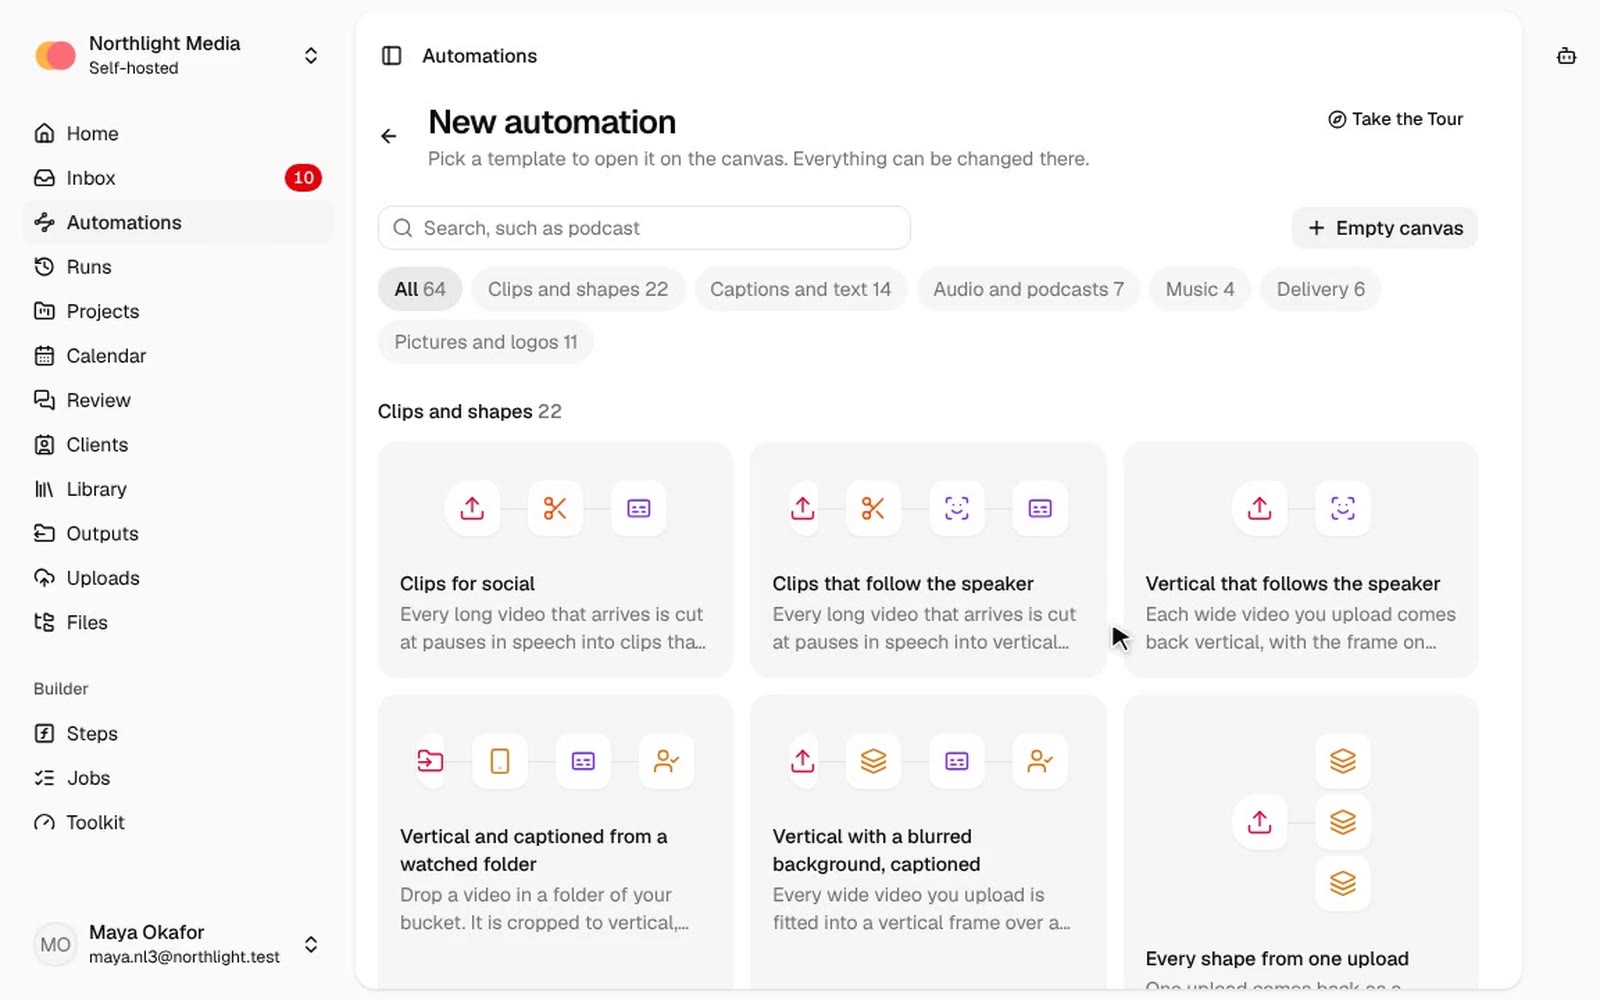 Northlight Media
Self-hosted
Home
Inbox
10
Automations
Runs
Projects
Calendar
Review
Clients
Library
Outputs
Uploads
Files
Builder
Steps
Jobs
Toolkit
MO
Maya Okafor
maya.nl3@northlight.test
Automations
New automation
Pick a template to open it on the canvas. Everything can be changed there.
Take the Tour
Search, such as podcast
Empty canvas
All 64
Clips and shapes 22
Captions and text 14
Audio and podcasts 7
Music 4
Delivery 6
Pictures and logos 11
Clips and shapes 22
Clips for social
Every long video that arrives is cut
at pauses in speech into clips tha...
Clips that follow the speaker
Every long video that arrives is cut
at pauses in speech into vertical...
Vertical that follows the speaker
Each wide video you upload comes
back vertical, with the frame on...
Vertical and captioned from a
watched folder
Drop a video in a folder of your
bucket. It is cropped to vertical,...
Vertical with a blurred
background, captioned
Every wide video you upload is
fitted into a vertical frame over a...
Every shape from one upload
One upload comes back as a